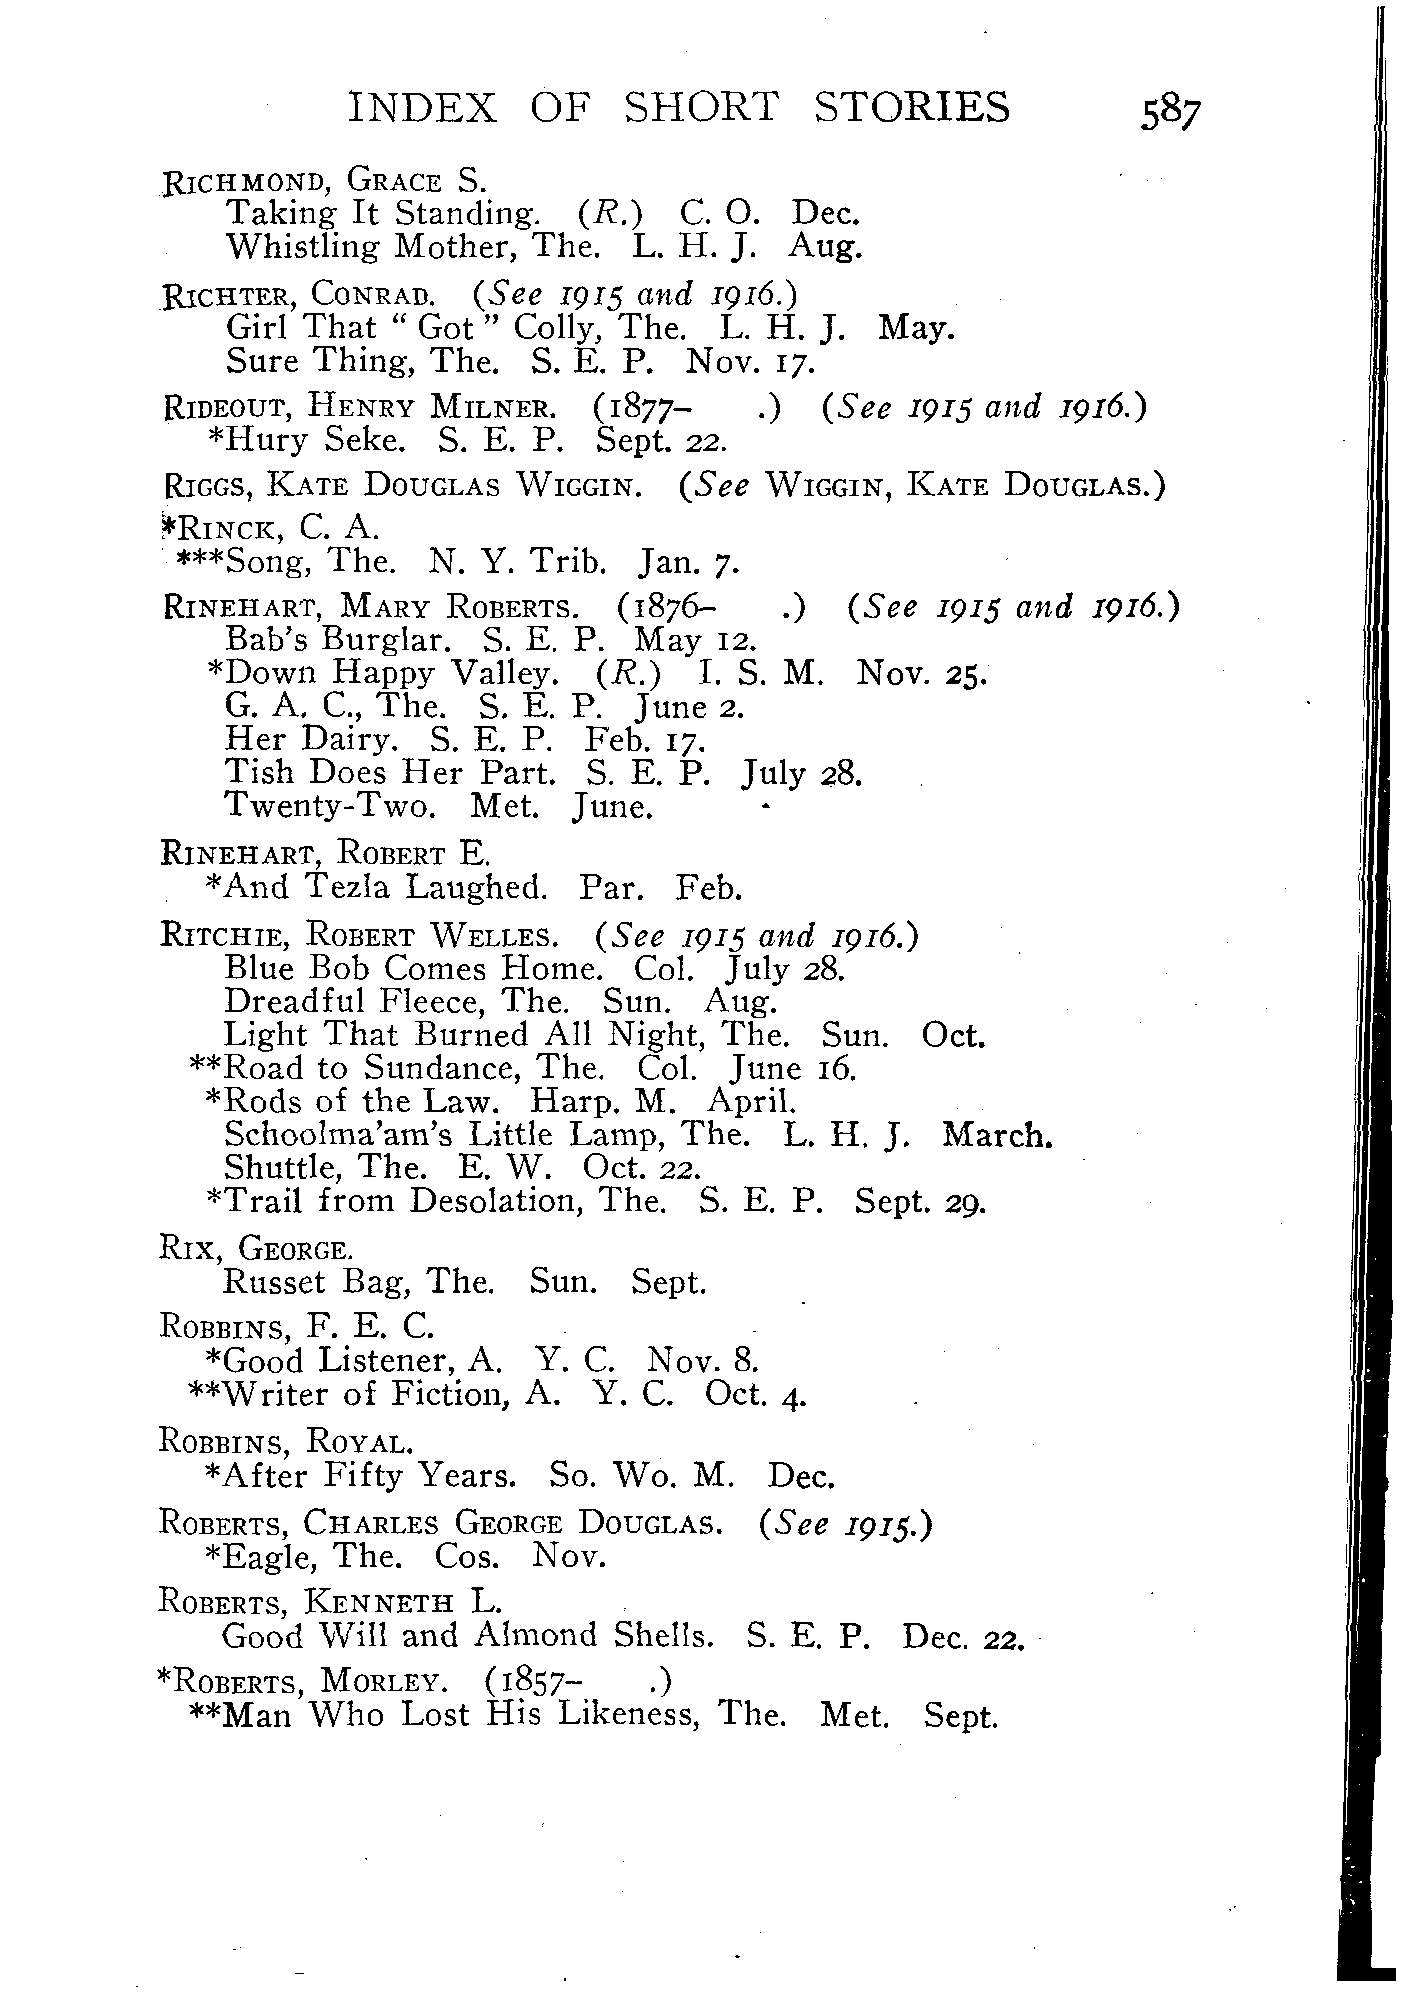 INDEX OF SHORT STORIES 587
RICHMOND, GRACE S.
Taking It Standing. (R.) C. O. Dec.
Whistling Mother, The. L. H. J. Aug.
RICHTER, CONRAD. (See 1915 and 1916.)
Girl That “ Got ” Colly, The. L. H. J. May.
Sure Thing, The. S. E. P. Nov. 17.
RIDEOUT, HENRY MILNER. (1877– .) (See 1915 and 1916.)
*Hury Seke. S. E. P. Sept. 22.
RIGGS, KATE DOUGLAS WIGGIN. (See WIGGIN, KATE DOUGLAS.)
*RINCK, C. A.
***Song, The. N. Y. Trib. Jan. 7.
RINEHART, MARY ROBERTS. (1876– .) (See 1915 and 1916.)
Bab's Burglar. S. E. P. May 12.
*Down Happy Valley. (R.) I. S. M. Nov. 25.
G. A. C., The. S. E. P. June 2.
Her Dairy. S. E. P. Feb. 17.
Tish Does Her Part. S. E. P. July 28.
Twenty-Two. Met. June.
RINEHART, ROBERT E.
*And Tezla Laughed. Par. Feb.
RITCHIE, ROBERT WELLES. (See 1915 and 1916.)
Blue Bob Comes Home. Col. July 28.
Dreadful Fleece, The. Sun. Aug.
Light That Burned All Night, The. Sun. Oct.
**Road to Sundance, The. Col. June 16.
*Rods of the Law. Harp. M. April.
Schoolma'am's Little Lamp, The. L. H. J. March.
Shuttle, The. E. W. Oct. 22.
*Trail from Desolation, The. S. E. P. Sept. 29.
RIX, GEORGE.
Russet Bag, The. Sun. Sept.
ROBBINS, F. E. C.
*Good Listener, A. Y. C. Nov. 8.
**Writer of Fiction, A. Y. C. Oct. 4.
ROBBINS, ROYAL.
*After Fifty Years. So. Wo. M. Dec.
ROBERTS, CHARLES GEORGE DOUGLAS. (See 1915.)
*Eagle, The. Cos. Nov.
ROBERTS, KENNETH L.
Good Will and Almond Shells. S. E. P. Dec. 22.
*ROBERTS, MORLEY. (1857– .)
**Man Who Lost His Likeness, The. Met. Sept.